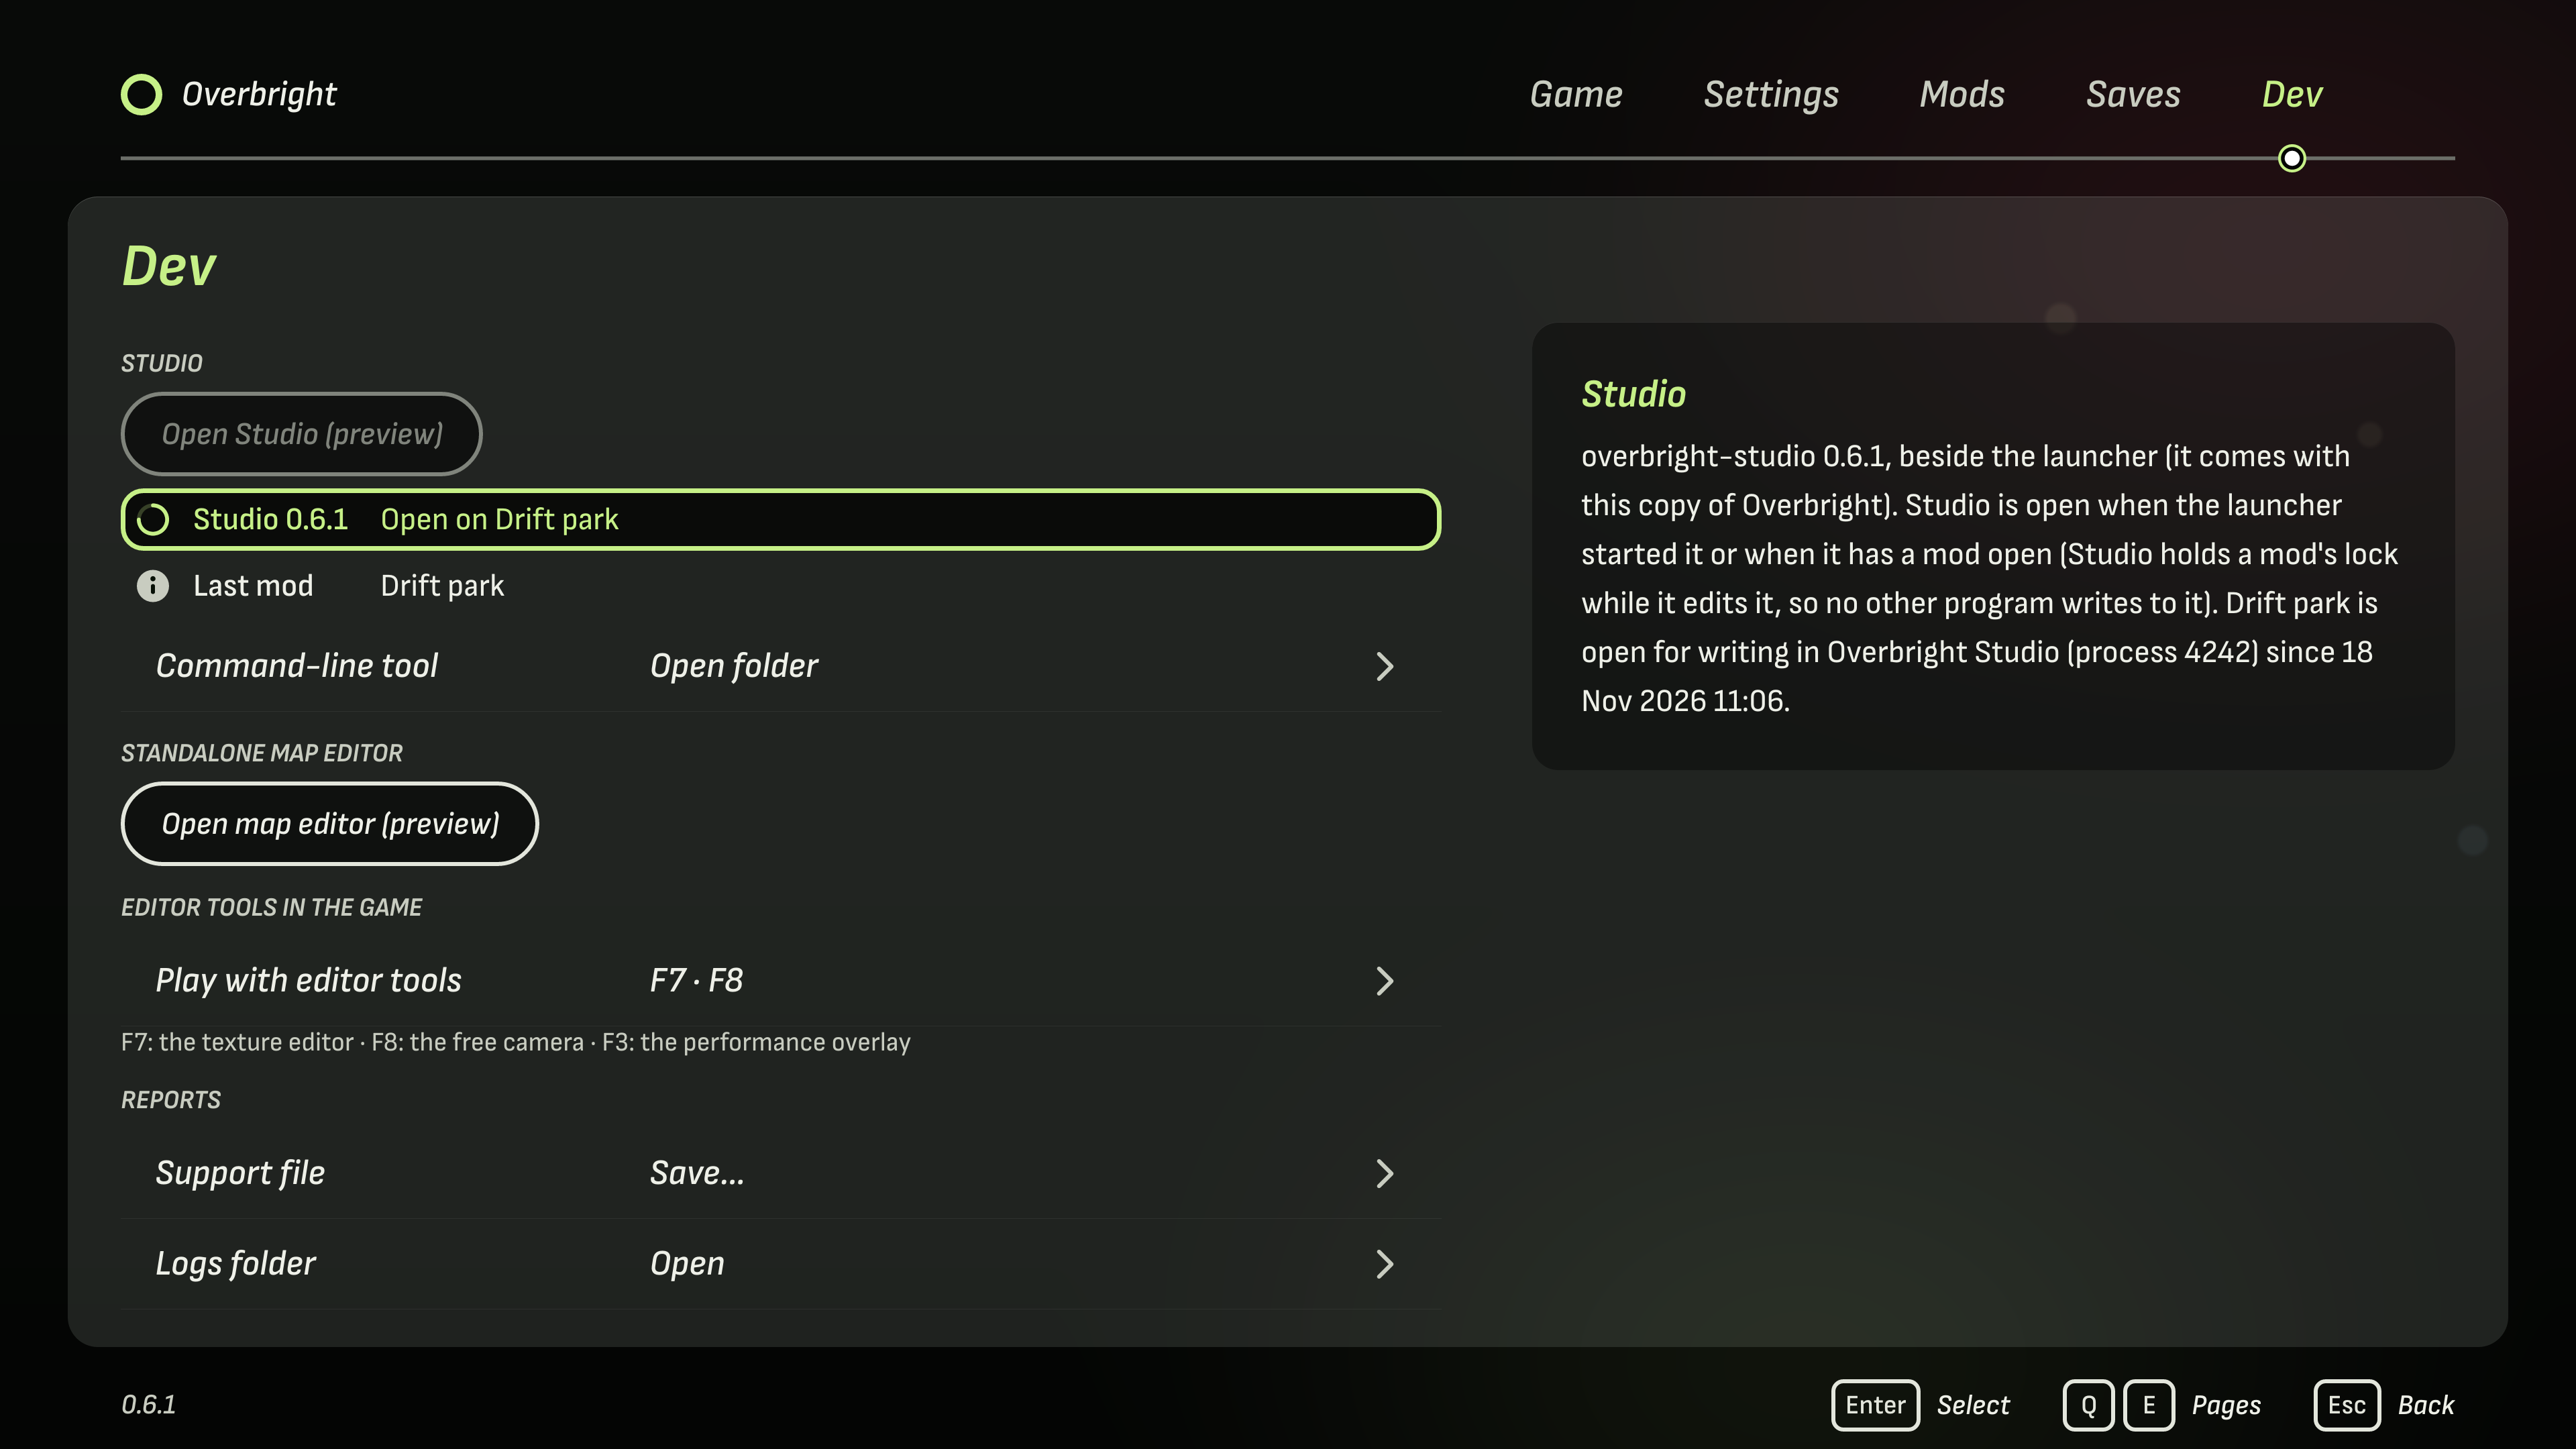 Overbright
Game Settings Mods Saves Dev
Dev
STUDIO
Open Studio (preview)
Studio 0.6.1 Open on Drift park
Last mod Drift park
Command-line tool Open folder
STANDALONE MAP EDITOR
Open map editor (preview)
EDITOR TOOLS IN THE GAME
Play with editor tools F7 · F8
F7: the texture editor · F8: the free camera · F3: the performance overlay
REPORTS
Support file Save...
Logs folder Open
Studio
overbright-studio 0.6.1, beside the launcher (it comes with
this copy of Overbright). Studio is open when the launcher
started it or when it has a mod open (Studio holds a mod's lock
while it edits it, so no other program writes to it). Drift park is
open for writing in Overbright Studio (process 4242) since 18
Nov 2026 11:06.
0.6.1
Enter Select Q E Pages Esc Back